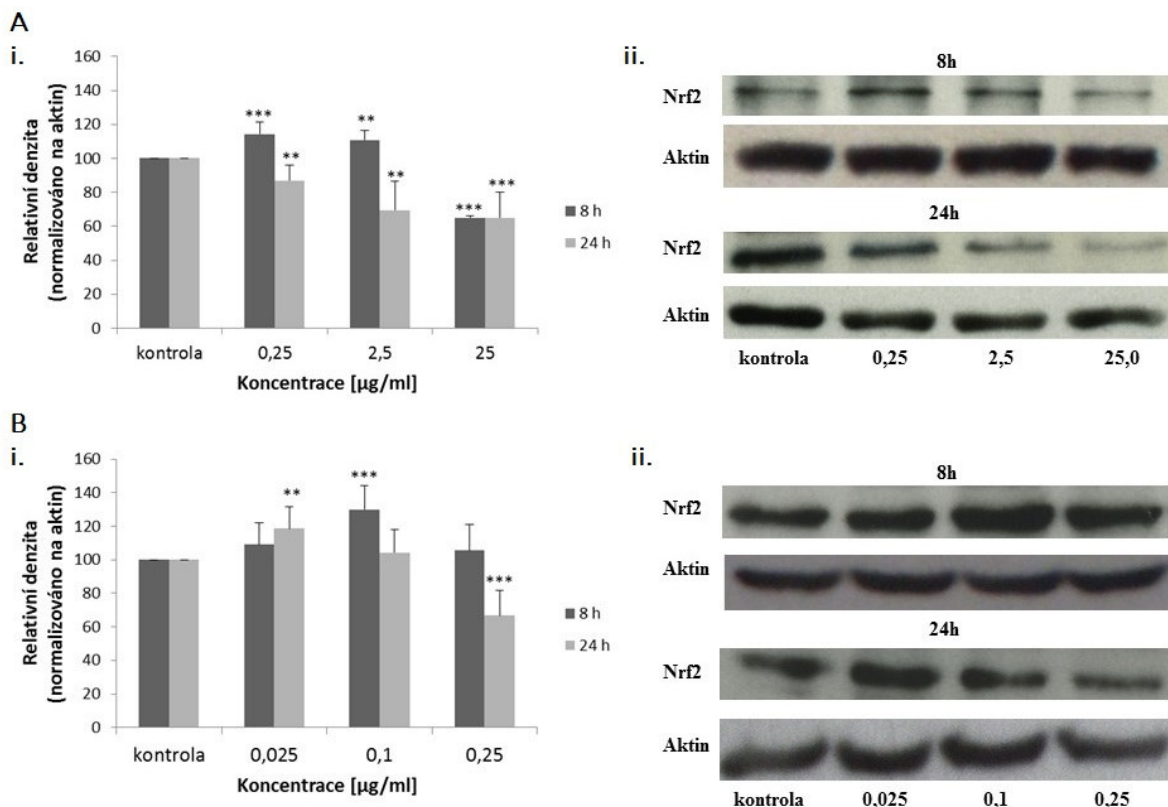 A
i.
160
140
120
100
80
60
40
20
0
Relativní denzita
(normalizováno na aktin)
***
**
**
**
***
***
8 h
24 h
kontrola 0,25 2,5 25
Koncentrace [µg/ml]
ii.
8h
Nrf2
Aktin
24h
Nrf2
Aktin
kontrola 0,25 2,5 25,0
B
i.
160
140
120
100
80
60
40
20
0
Relativní denzita
(normalizováno na aktin)
**
***
***
8 h
24 h
kontrola 0,025 0,1 0,25
Koncentrace [µg/ml]
ii.
8h
Nrf2
Aktin
24h
Nrf2
Aktin
kontrola 0,025 0,1 0,25